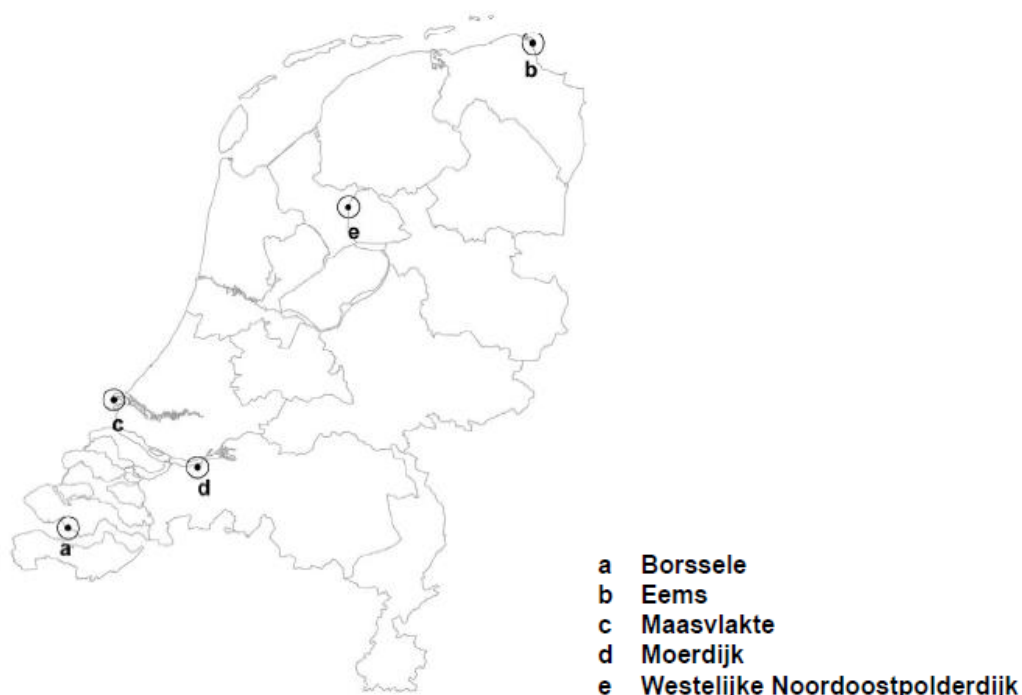 b
e
c
d
a
a Borssele
b Eems
c Maasvlakte
d Moerdijk
e Westelijke Noordoostpolderdijk